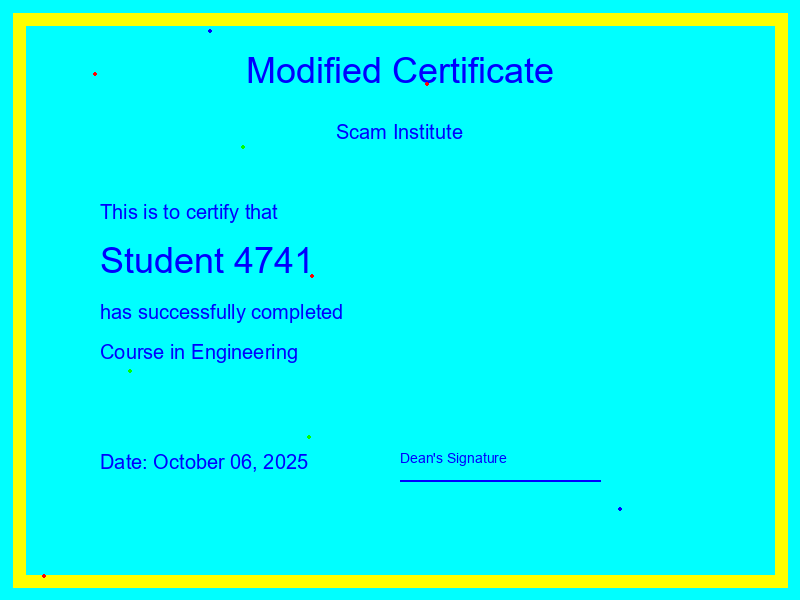 Modified Certificate
Scam Institute
This is to certify that
Student 4741
has successfully completed
Course in Engineering
Date: October 06, 2025
Dean's Signature